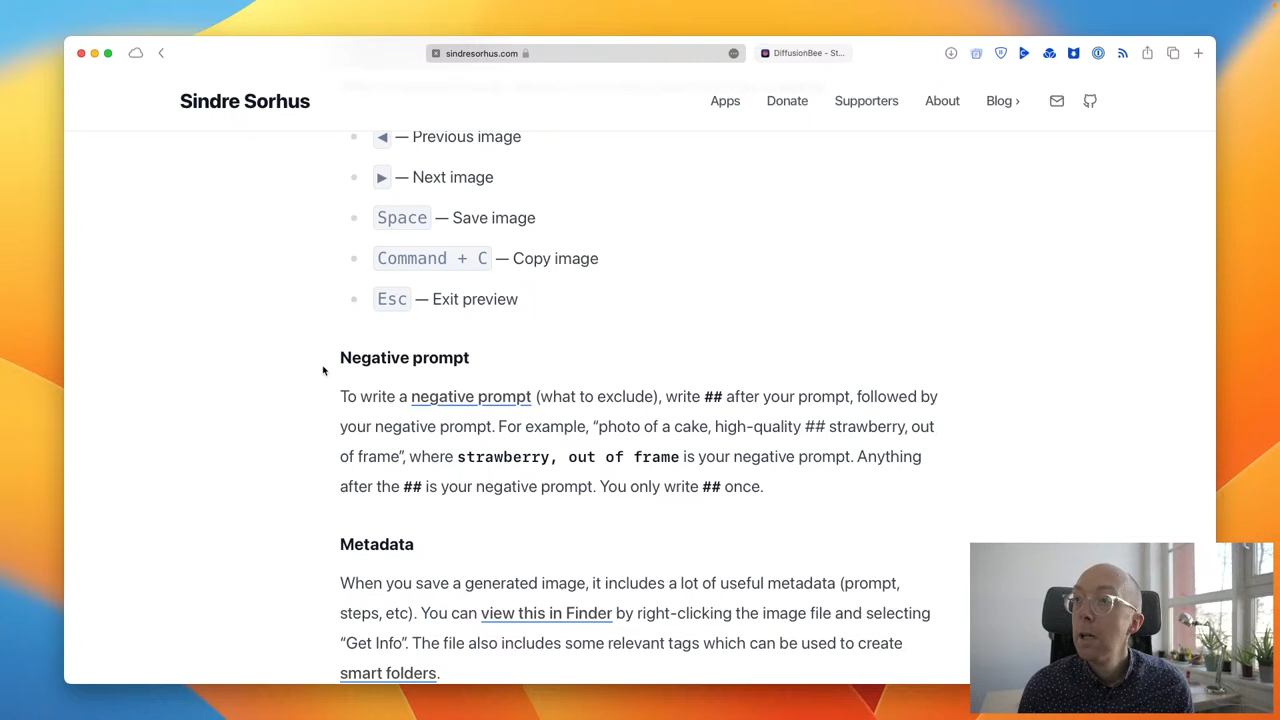 sindresorhus.com
DiffusionBee - St...
Sindre Sorhus
Apps
Donate
Supporters
About
Blog ›
◀ — Previous image
▶ — Next image
Space — Save image
Command + C — Copy image
Esc — Exit preview
Negative prompt
To write a negative prompt (what to exclude), write ## after your prompt, followed by
your negative prompt. For example, “photo of a cake, high-quality ## strawberry, out
of frame”, where strawberry, out of frame is your negative prompt. Anything
after the ## is your negative prompt. You only write ## once.
Metadata
When you save a generated image, it includes a lot of useful metadata (prompt,
steps, etc). You can view this in Finder by right-clicking the image file and selecting
“Get Info”. The file also includes some relevant tags which can be used to create
smart folders.